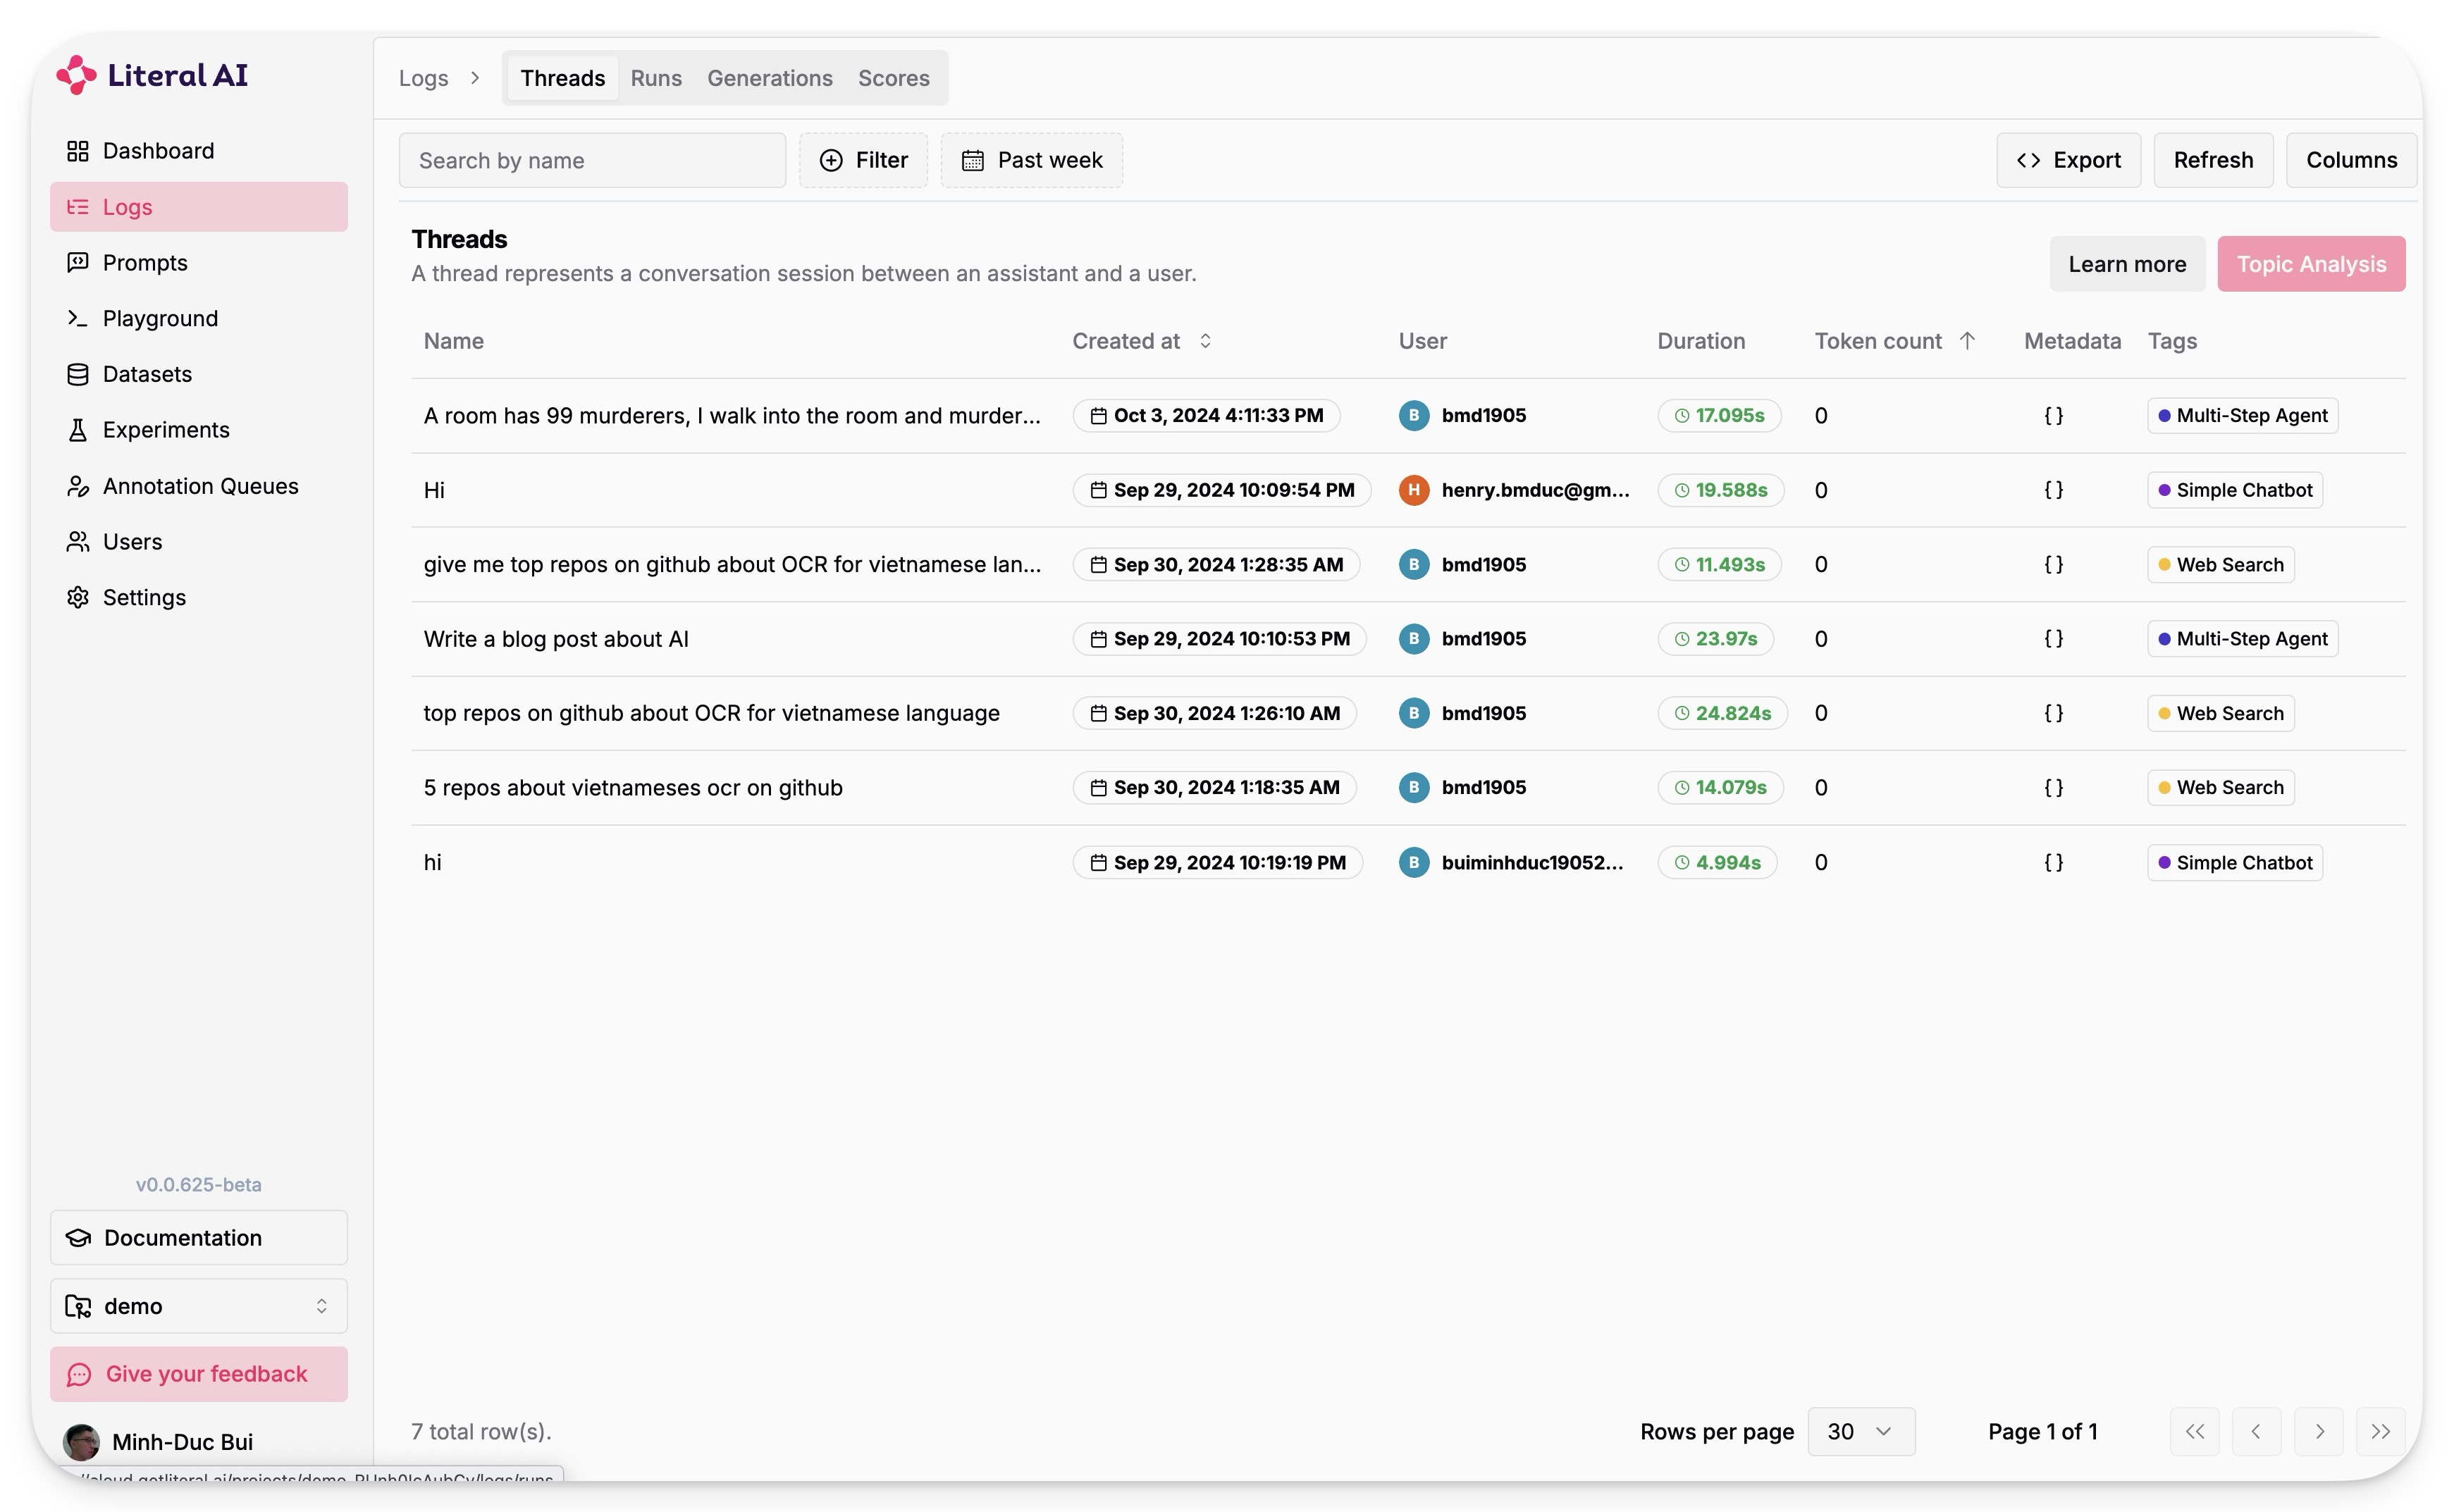 Literal AI
Dashboard
Logs
Prompts
Playground
Datasets
Experiments
Annotation Queues
Users
Settings
v0.0.625-beta
Documentation
demo
Give your feedback
Minh-Duc Bui
Logs > Threads Runs Generations Scores
Search by name Filter Past week Export Refresh Columns
Threads
A thread represents a conversation session between an assistant and a user.
Learn more Topic Analysis
Name Created at User Duration Token count Metadata Tags
A room has 99 murderers, I walk into the room and murder... Oct 3, 2024 4:11:33 PM B bmd1905 17.095s 0 {} Multi-Step Agent
Hi Sep 29, 2024 10:09:54 PM H henry.bmduc@gm... 19.588s 0 {} Simple Chatbot
give me top repos on github about OCR for vietnamese lan... Sep 30, 2024 1:28:35 AM B bmd1905 11.493s 0 {} Web Search
Write a blog post about AI Sep 29, 2024 10:10:53 PM B bmd1905 23.97s 0 {} Multi-Step Agent
top repos on github about OCR for vietnamese language Sep 30, 2024 1:26:10 AM B bmd1905 24.824s 0 {} Web Search
5 repos about vietnameses ocr on github Sep 30, 2024 1:18:35 AM B bmd1905 14.079s 0 {} Web Search
hi Sep 29, 2024 10:19:19 PM B buiminhduc19052... 4.994s 0 {} Simple Chatbot
7 total row(s). Rows per page 30 Page 1 of 1